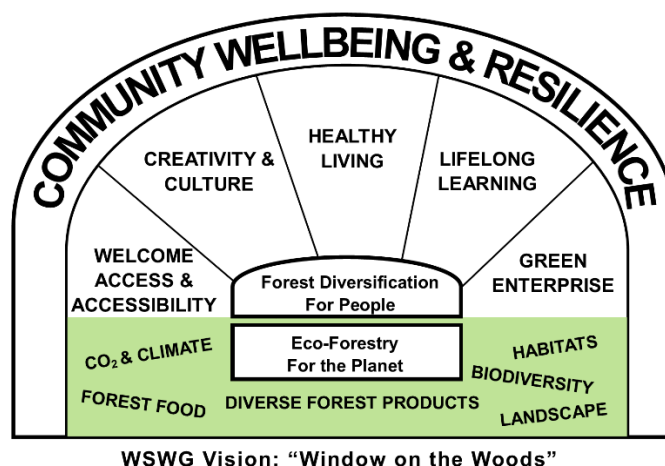 COMMUNITY WELLBEING & RESILIENCE
HEALTHY
LIVING
CREATIVITY &
CULTURE
LIFELONG
LEARNING
WELCOME
ACCESS &
ACCESSIBILITY
GREEN
ENTERPRISE
Forest Diversification
For People
Eco-Forestry
For the Planet
CO₂ & CLIMATE
HABITATS
BIODIVERSITY
FOREST FOOD
DIVERSE FOREST PRODUCTS
LANDSCAPE
WSWG Vision: “Window on the Woods”